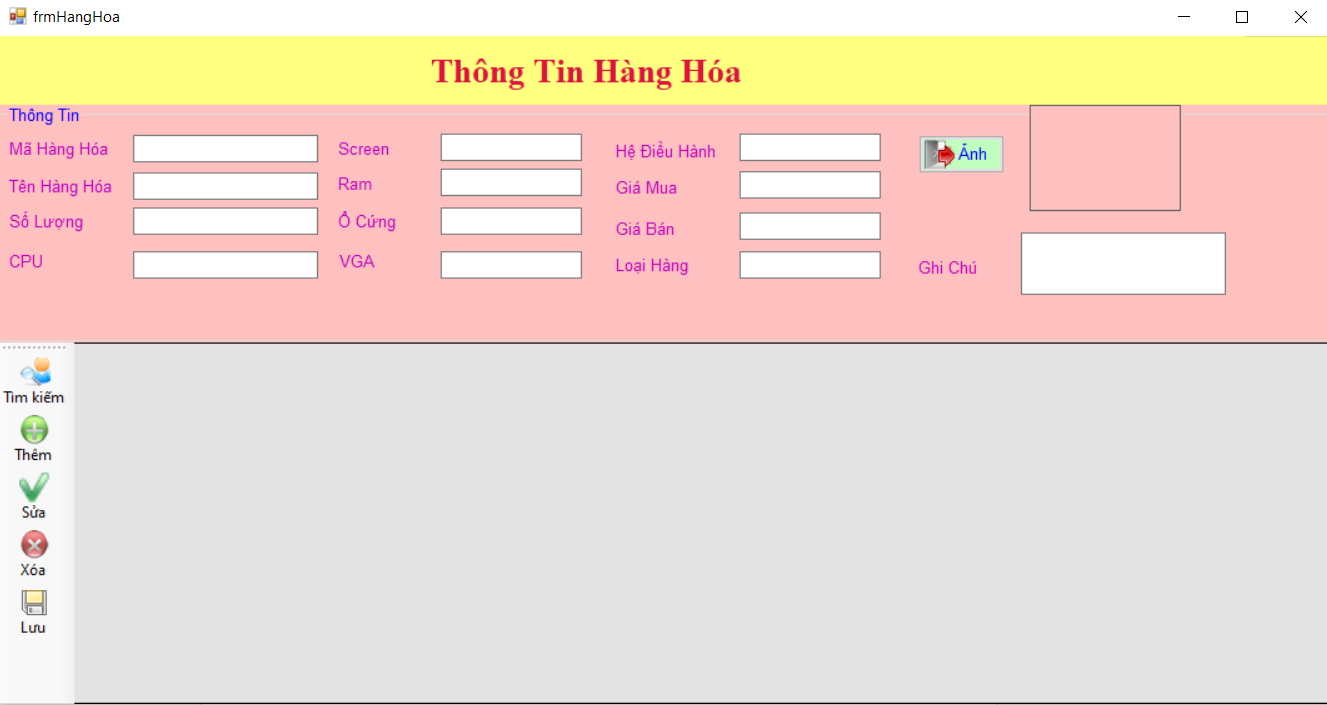 frmHangHoa
Thông Tin Hàng Hóa
Thông Tin
Mã Hàng Hóa
Screen
Hệ Điều Hành
Ảnh
Tên Hàng Hóa
Ram
Giá Mua
Số Lượng
Ổ Cứng
Giá Bán
CPU
VGA
Loại Hàng
Ghi Chú
Tìm kiếm
Thêm
Sửa
Xóa
Lưu